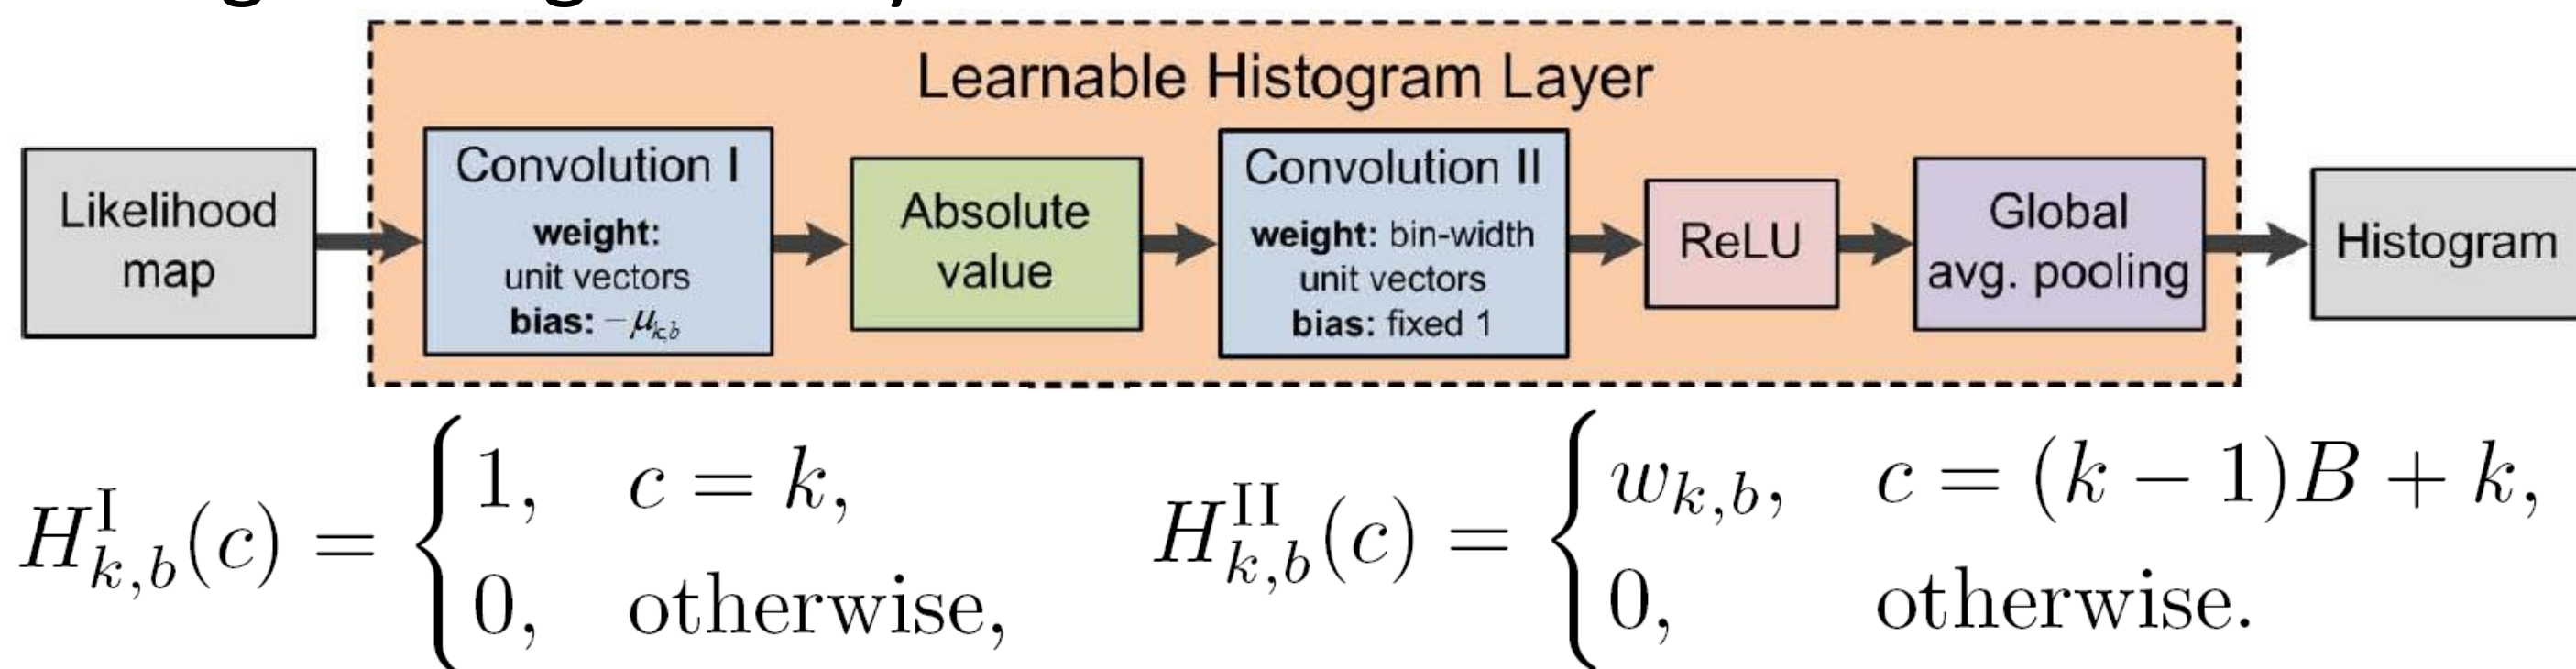 Learnable Histogram Layer
Likelihood
map
Convolution I
weight:
unit vectors
bias: −μk,b
Absolute
value
Convolution II
weight: bin-width
unit vectors
bias: fixed 1
ReLU
Global
avg. pooling
Histogram
H^I_{k,b}(c) = { 1, c = k,
0, otherwise,
H^{II}_{k,b}(c) = { w_{k,b}, c = (k − 1)B + k,
0, otherwise.